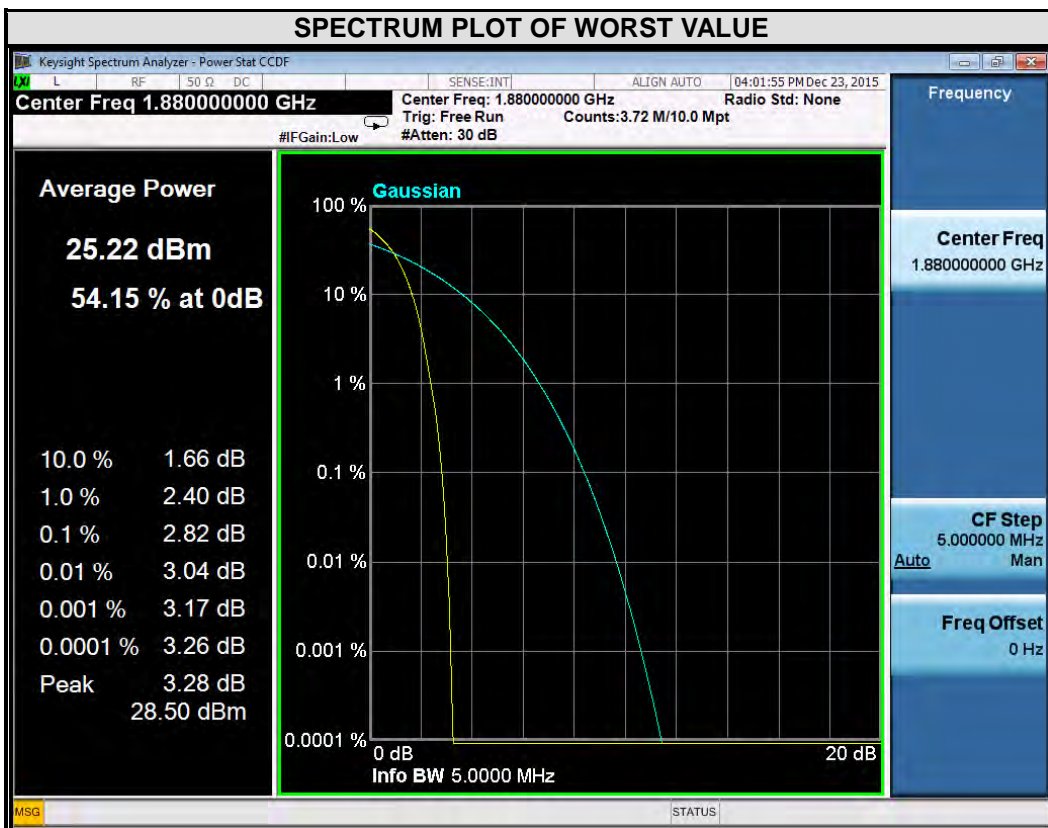 SPECTRUM PLOT OF WORST VALUE
Keysight Spectrum Analyzer - Power Stat CCDF
LXI L RF 50 Ω DC SENSE:INT ALIGN AUTO 04:01:55 PM Dec 23, 2015
Center Freq 1.880000000 GHz
Center Freq: 1.880000000 GHz Radio Std: None
Trig: Free Run Counts:3.72 M/10.0 Mpt
#IFGain:Low #Atten: 30 dB
Frequency
Average Power
25.22 dBm
54.15 % at 0dB
10.0 % 1.66 dB
1.0 % 2.40 dB
0.1 % 2.82 dB
0.01 % 3.04 dB
0.001 % 3.17 dB
0.0001 % 3.26 dB
Peak 3.28 dB
28.50 dBm
Gaussian
100 %
10 %
1 %
0.1 %
0.01 %
0.001 %
0.0001 %
0 dB 20 dB
Info BW 5.0000 MHz
Center Freq
1.880000000 GHz
CF Step
5.000000 MHz
Auto Man
Freq Offset
0 Hz
MSG STATUS